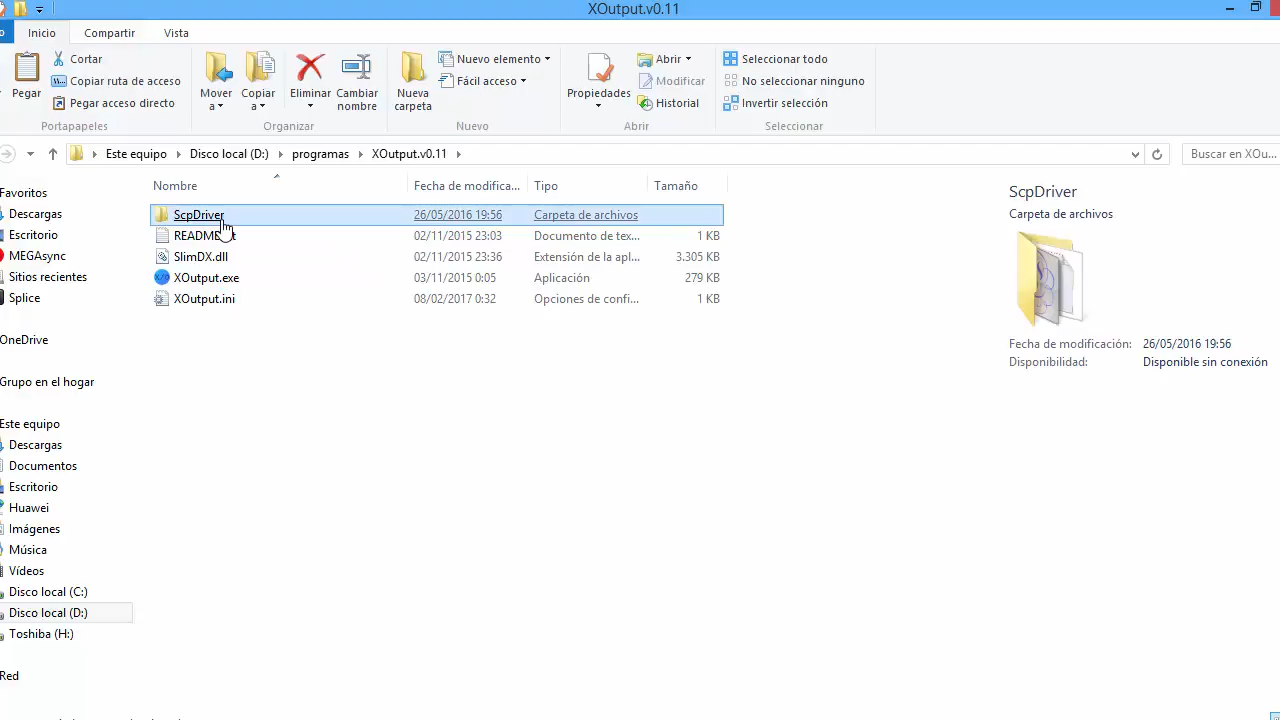 XOutput.v0.11
Inicio Compartir Vista
Pegar
Cortar
Copiar ruta de acceso
Pegar acceso directo
Mover a
Copiar a
Eliminar
Cambiar nombre
Nueva carpeta
Nuevo elemento
Fácil acceso
Propiedades
Abrir
Modificar
Historial
Seleccionar todo
No seleccionar ninguno
Invertir selección
Portapapeles Organizar Nuevo Abrir Seleccionar
Este equipo Disco local (D:) programas XOutput.v0.11 Buscar en XOu...
Favoritos
Descargas
Escritorio
MEGAsync
Sitios recientes
Splice
OneDrive
Grupo en el hogar
Este equipo
Descargas
Documentos
Escritorio
Huawei
Imágenes
Música
Vídeos
Disco local (C:)
Disco local (D:)
Toshiba (H:)
Red
Nombre Fecha de modifica... Tipo Tamaño
ScpDriver 26/05/2016 19:56 Carpeta de archivos
02/11/2015 23:03 Documento de tex... 1 KB
SlimDX.dll 02/11/2015 23:36 Extensión de la apl... 3.305 KB
XOutput.exe 03/11/2015 0:05 Aplicación 279 KB
XOutput.ini 08/02/2017 0:32 Opciones de confi... 1 KB
ScpDriver
Carpeta de archivos
Fecha de modificación: 26/05/2016 19:56
Disponibilidad: Disponible sin conexión